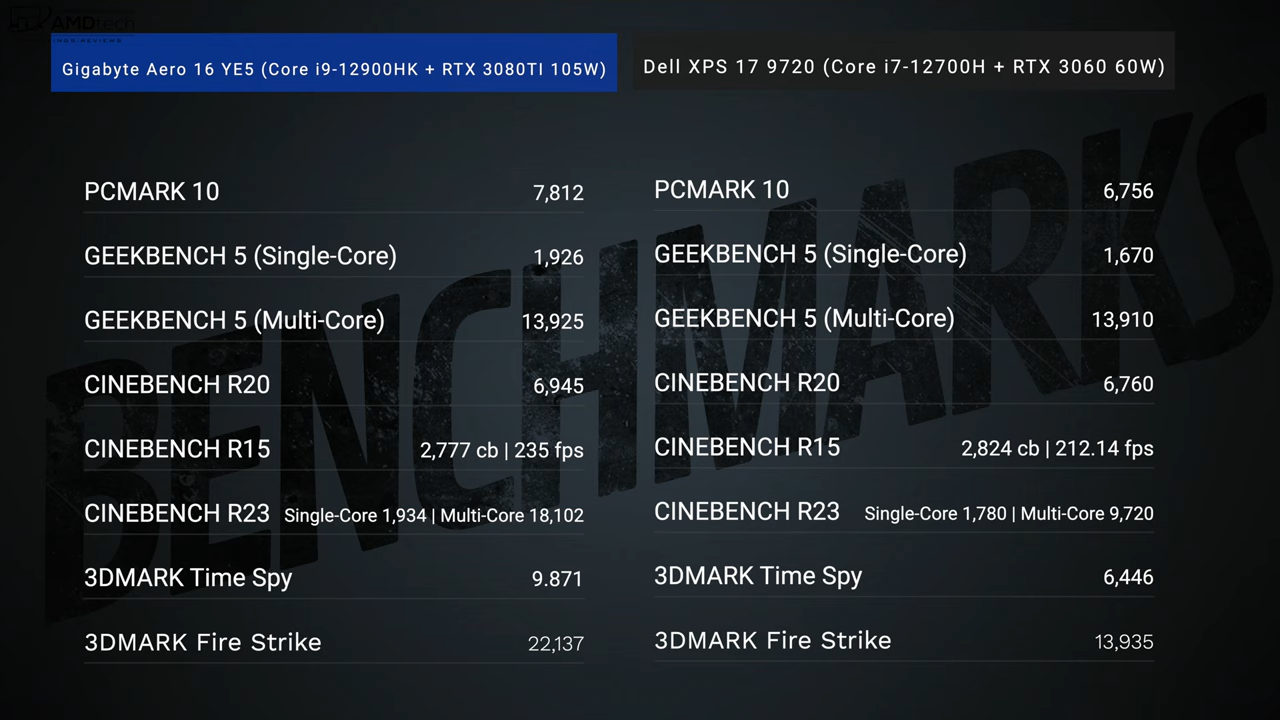 AMDtech
THOR REVIEWS
Gigabyte Aero 16 YE5 (Core i9-12900HK + RTX 3080TI 105W)
Dell XPS 17 9720 (Core i7-12700H + RTX 3060 60W)
BENCHMARKS
PCMARK 10 7,812
GEEKBENCH 5 (Single-Core) 1,926
GEEKBENCH 5 (Multi-Core) 13,925
CINEBENCH R20 6,945
CINEBENCH R15 2,777 cb | 235 fps
CINEBENCH R23 Single-Core 1,934 | Multi-Core 18,102
3DMARK Time Spy 9.871
3DMARK Fire Strike 22,137
PCMARK 10 6,756
GEEKBENCH 5 (Single-Core) 1,670
GEEKBENCH 5 (Multi-Core) 13,910
CINEBENCH R20 6,760
CINEBENCH R15 2,824 cb | 212.14 fps
CINEBENCH R23 Single-Core 1,780 | Multi-Core 9,720
3DMARK Time Spy 6,446
3DMARK Fire Strike 13,935